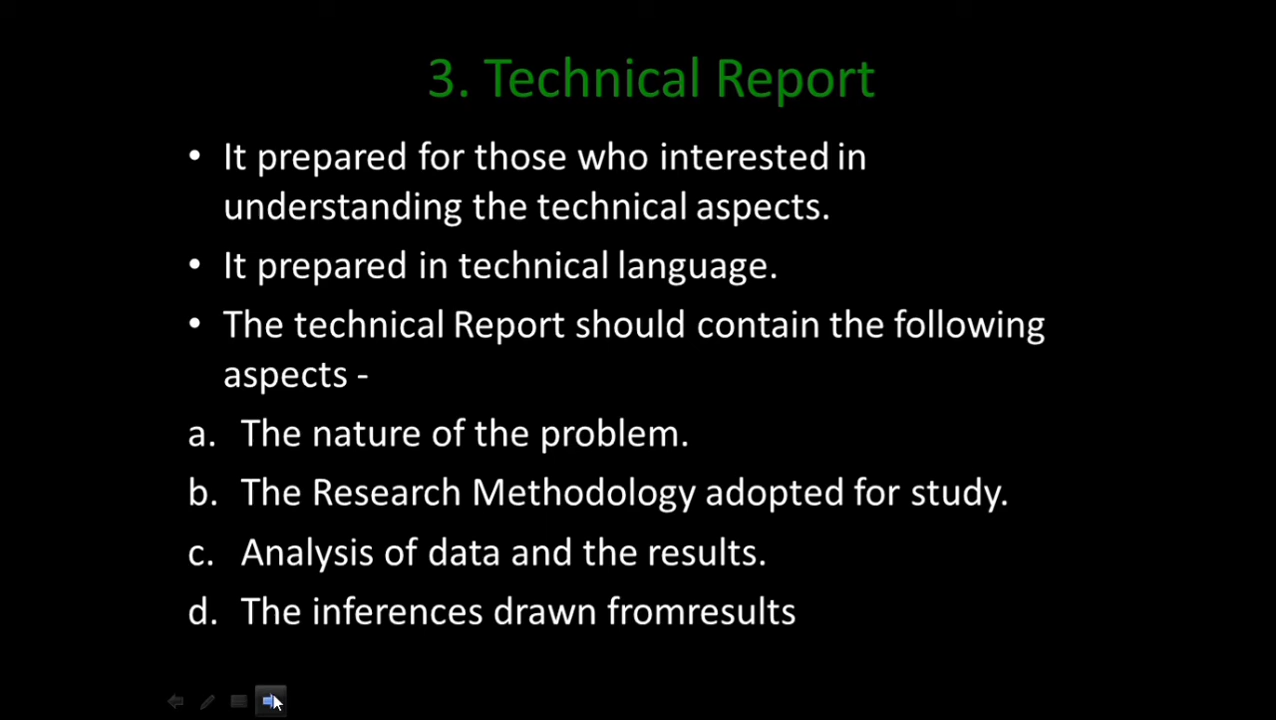 3. Technical Report
• It prepared for those who interested in
understanding the technical aspects.
• It prepared in technical language.
• The technical Report should contain the following
aspects -
a. The nature of the problem.
b. The Research Methodology adopted for study.
c. Analysis of data and the results.
d. The inferences drawn fromresults